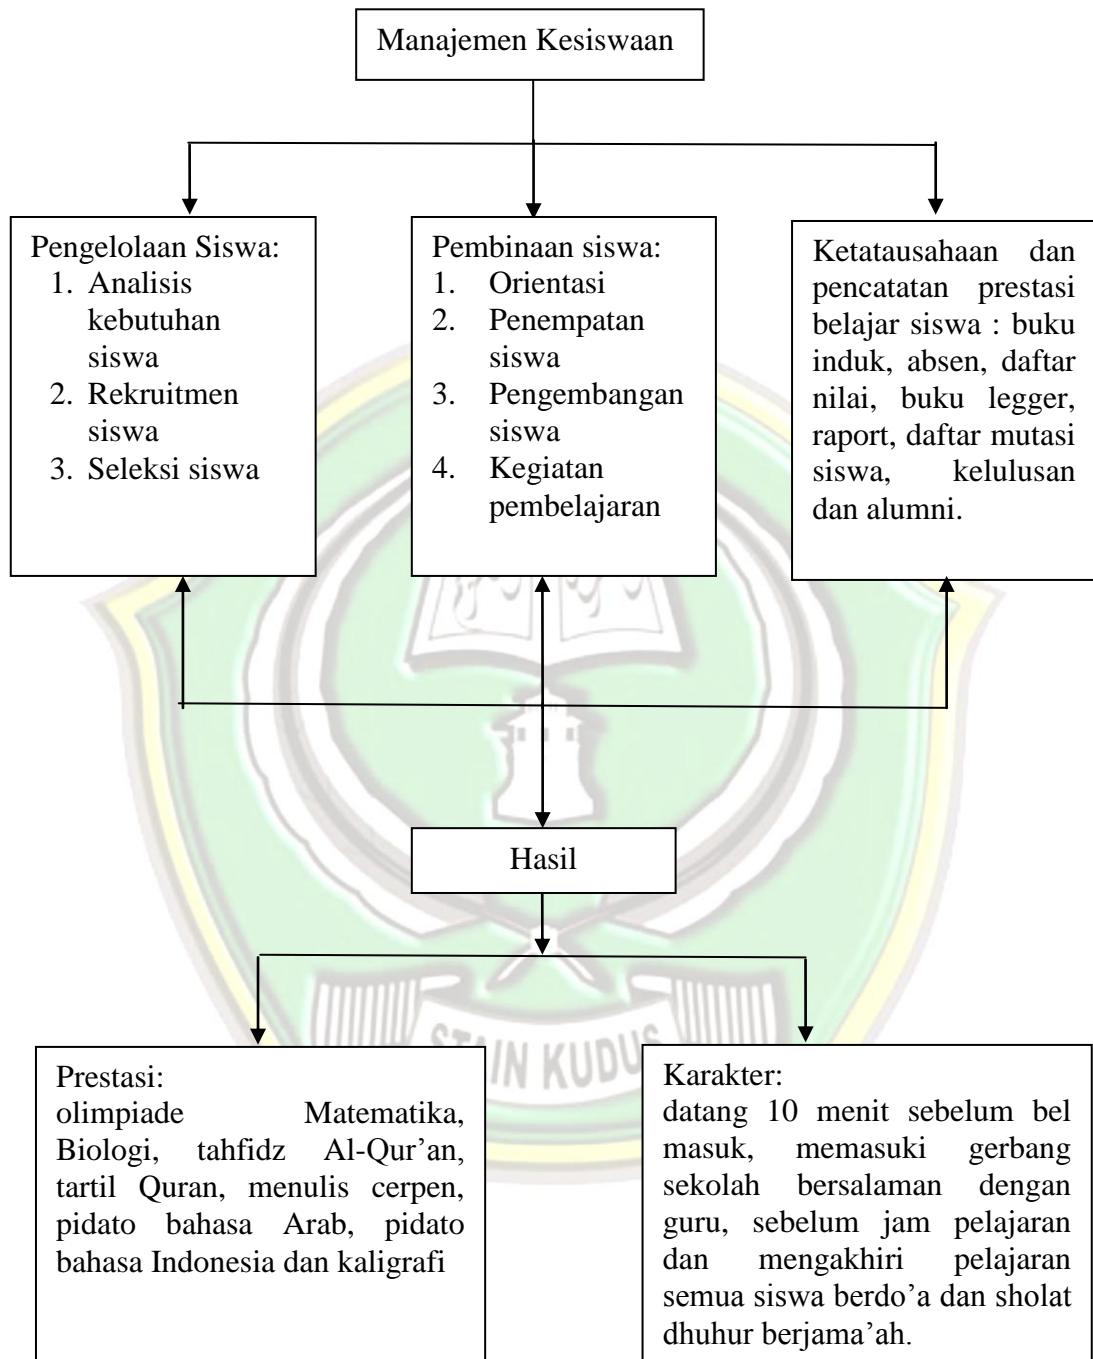 Manajemen Kesiswaan
Pengelolaan Siswa:
1. Analisis
kebutuhan
siswa
2. Rekruitmen
siswa
3. Seleksi siswa
Pembinaan siswa:
1. Orientasi
2. Penempatan
siswa
3. Pengembangan
siswa
4. Kegiatan
pembelajaran
Ketatausahaan dan
pencatatan prestasi
belajar siswa : buku
induk, absen, daftar
nilai, buku legger,
raport, daftar mutasi
siswa, kelulusan
dan alumni.
Hasil
STAIN KUDUS
Prestasi:
olimpiade Matematika,
Biologi, tahfidz Al-Qur’an,
tartil Quran, menulis cerpen,
pidato bahasa Arab, pidato
bahasa Indonesia dan kaligrafi
Karakter:
datang 10 menit sebelum bel
masuk, memasuki gerbang
sekolah bersalaman dengan
guru, sebelum jam pelajaran
dan mengakhiri pelajaran
semua siswa berdo’a dan sholat
dhuhur berjama’ah.